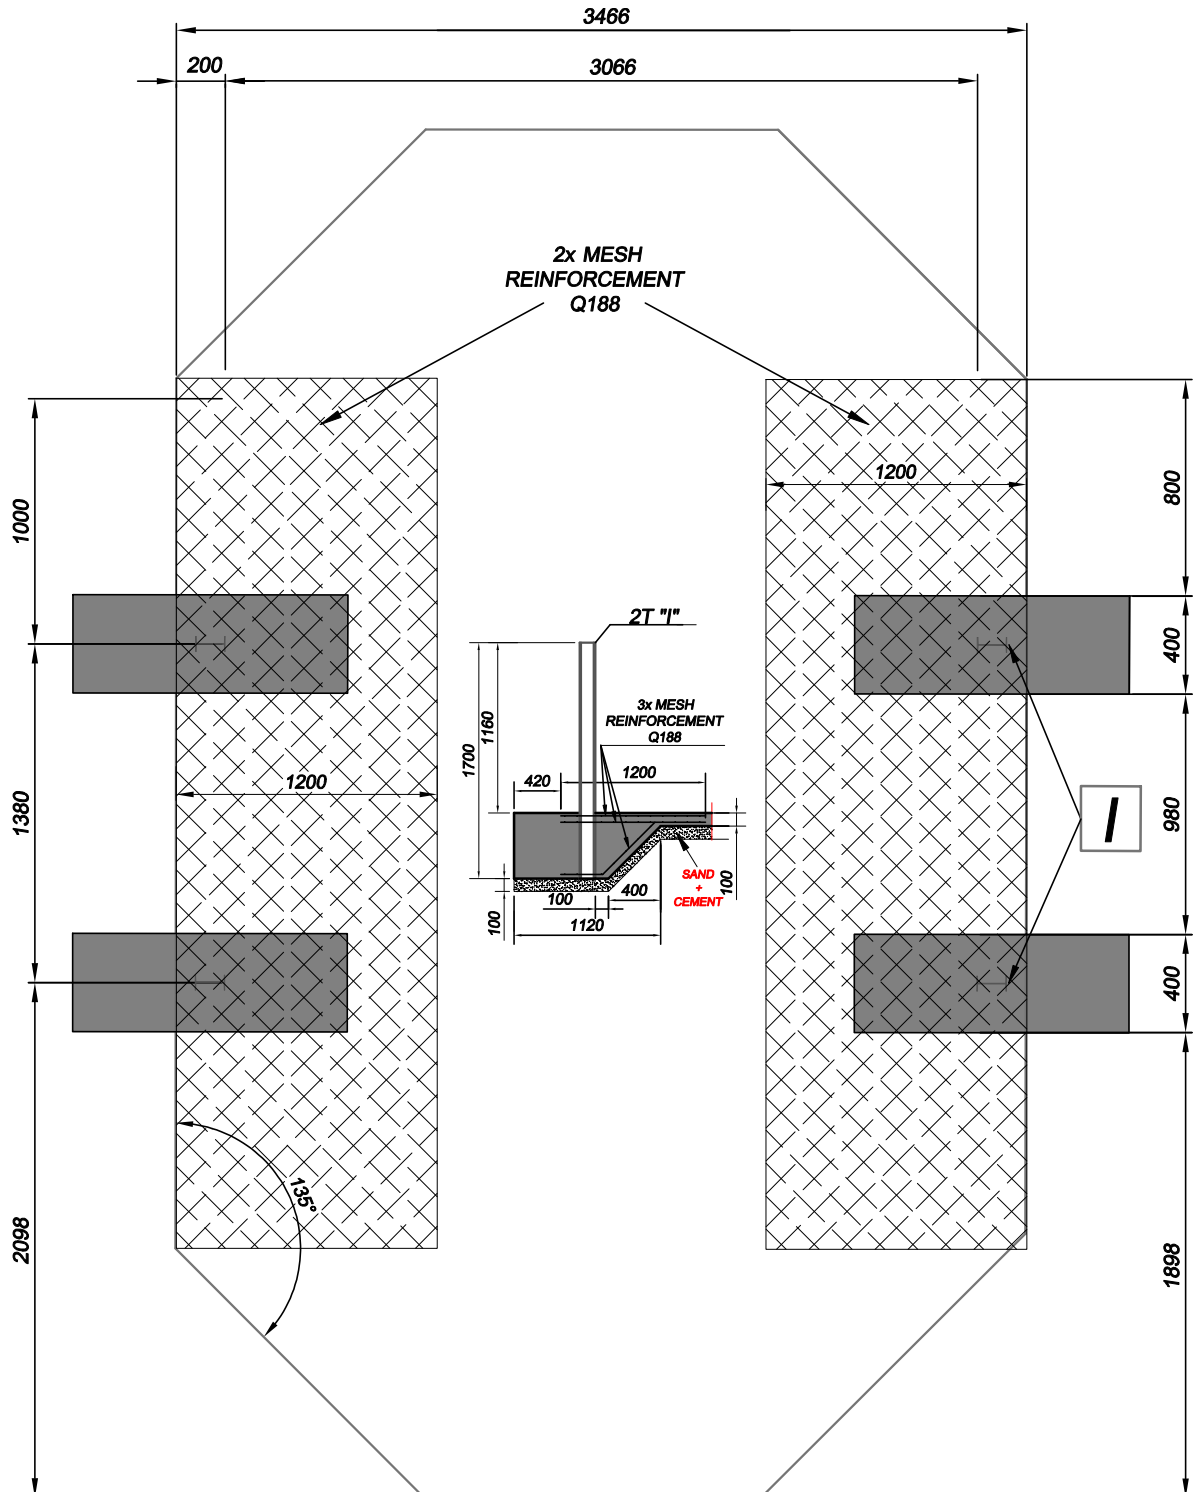 3466
200
3066
2x MESH
REINFORCEMENT
Q188
1200
800
1000
2T "I"
400
3x MESH
REINFORCEMENT
Q188
1160
1700
1200
420
1200
1380
980
I
SAND
+
CEMENT
100
400
100
100
1120
400
135°
2098
1898